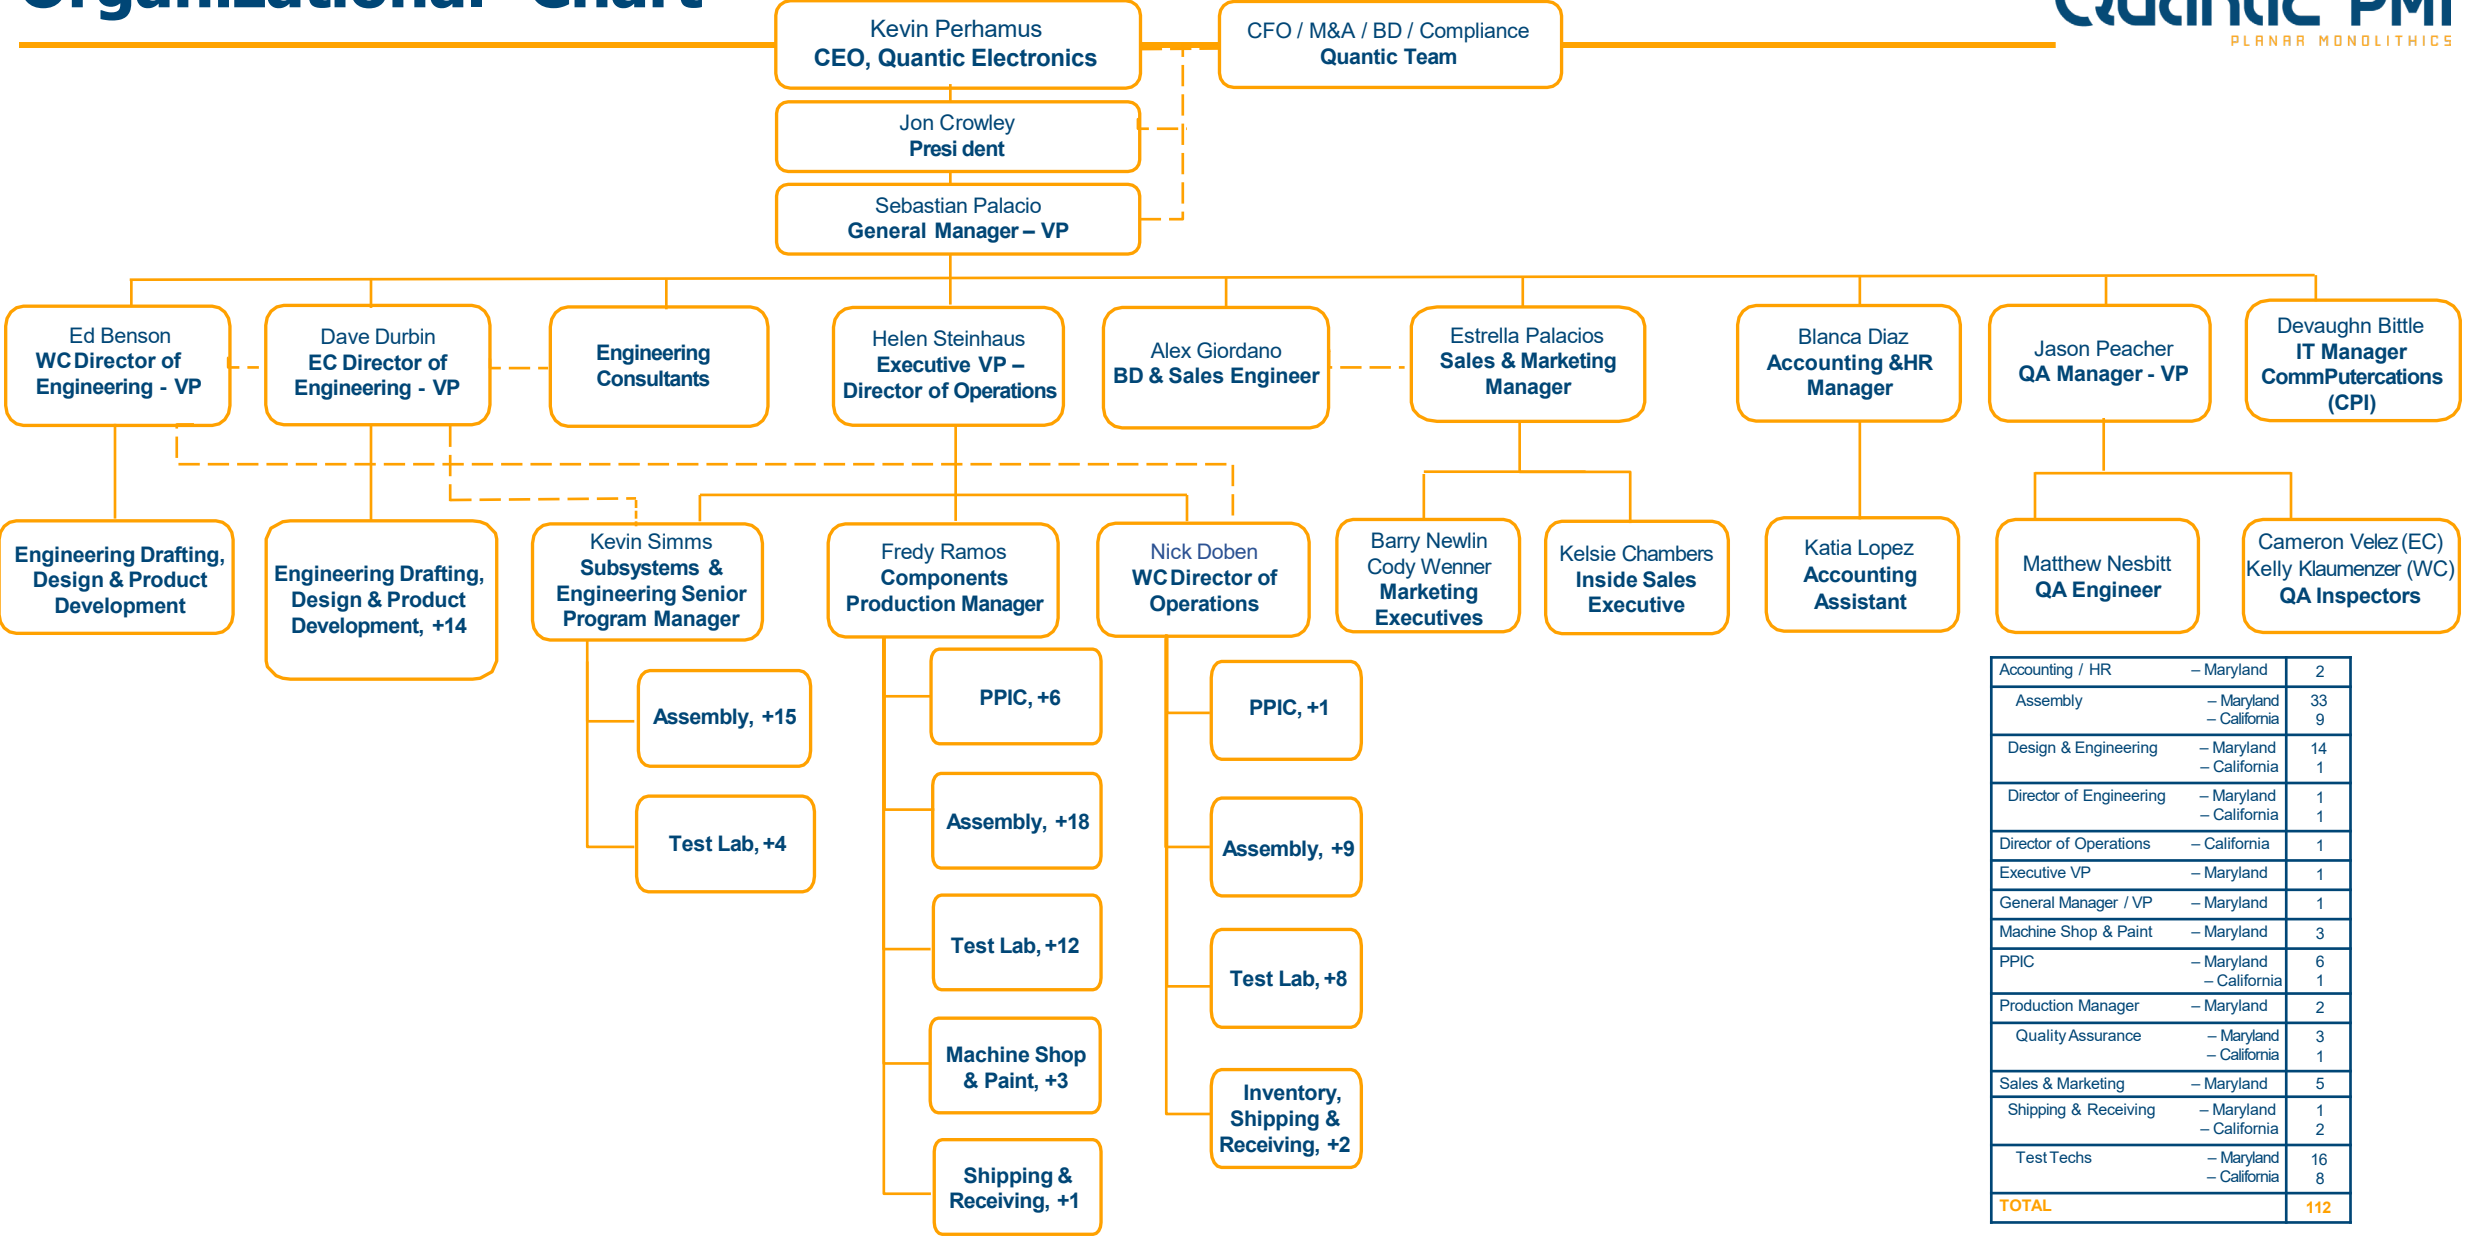 Organizational Chart
Quantic PMI
PLANAR MONOLITHICS
Kevin Perhamus
CEO, Quantic Electronics
CFO / M&A / BD / Compliance
Quantic Team
Jon Crowley
Presi dent
Sebastian Palacio
General Manager – VP
Ed Benson
WC Director of
Engineering - VP
Dave Durbin
EC Director of
Engineering - VP
Engineering
Consultants
Helen Steinhaus
Executive VP –
Director of Operations
Alex Giordano
BD & Sales Engineer
Estrella Palacios
Sales & Marketing
Manager
Blanca Diaz
Accounting &HR
Manager
Jason Peacher
QA Manager - VP
Devaughn Bittle
IT Manager
CommPutercations
(CPI)
Engineering Drafting,
Design & Product
Development
Engineering Drafting,
Design & Product
Development, +14
Kevin Simms
Subsystems &
Engineering Senior
Program Manager
Fredy Ramos
Components
Production Manager
Nick Doben
WC Director of
Operations
Barry Newlin
Cody Wenner
Marketing
Executives
Kelsie Chambers
Inside Sales
Executive
Katia Lopez
Accounting
Assistant
Matthew Nesbitt
QA Engineer
Cameron Velez (EC)
Kelly Klaumenzer (WC)
QA Inspectors
Assembly, +15
Test Lab, +4
PPIC, +6
Assembly, +18
Test Lab, +12
Machine Shop
& Paint, +3
Shipping &
Receiving, +1
PPIC, +1
Assembly, +9
Test Lab, +8
Inventory,
Shipping &
Receiving, +2
Accounting / HR – Maryland 2
Assembly – Maryland 33
– California 9
Design & Engineering – Maryland 14
– California 1
Director of Engineering – Maryland 1
– California 1
Director of Operations – California 1
Executive VP – Maryland 1
General Manager / VP – Maryland 1
Machine Shop & Paint – Maryland 3
PPIC – Maryland 6
– California 1
Production Manager – Maryland 2
Quality Assurance – Maryland 3
– California 1
Sales & Marketing – Maryland 5
Shipping & Receiving – Maryland 1
– California 2
Test Techs – Maryland 16
– California 8
TOTAL 112